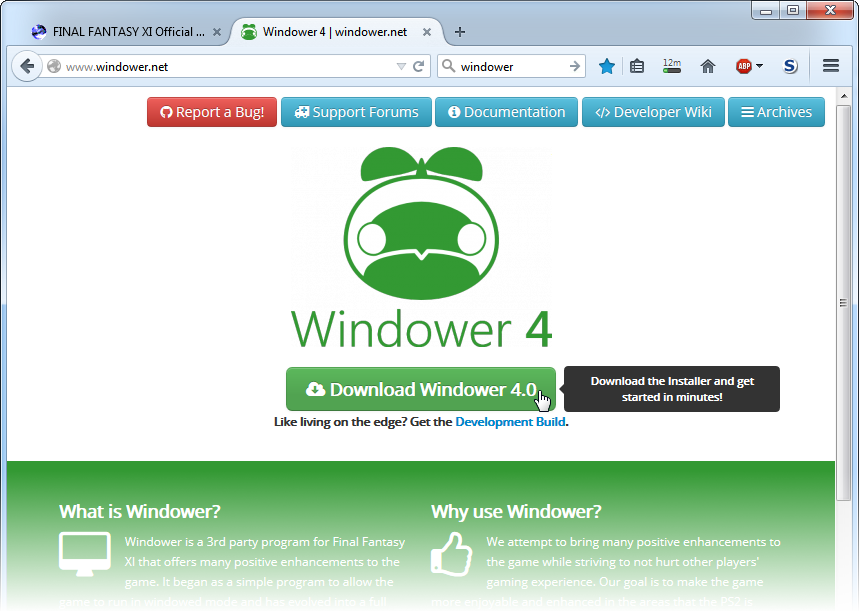 FINAL FANTASY XI Official ...
Windower 4 | windower.net
www.windower.net
windower
12m
ABP
S
Report a Bug!
Support Forums
Documentation
</> Developer Wiki
Archives
Windower 4
Download Windower 4.0
Download the Installer and get
started in minutes!
Like living on the edge? Get the Development Build.
What is Windower?
Windower is a 3rd party program for Final Fantasy
XI that offers many positive enhancements to the
game. It began as a simple program to allow the
game to run in windowed mode and has evolved into a full
Why use Windower?
We attempt to bring many positive enhancements to
the game while striving to not hurt other players'
gaming experience. Our goal is to make the game
more enjoyable and enhanced in the areas that the PS2 is